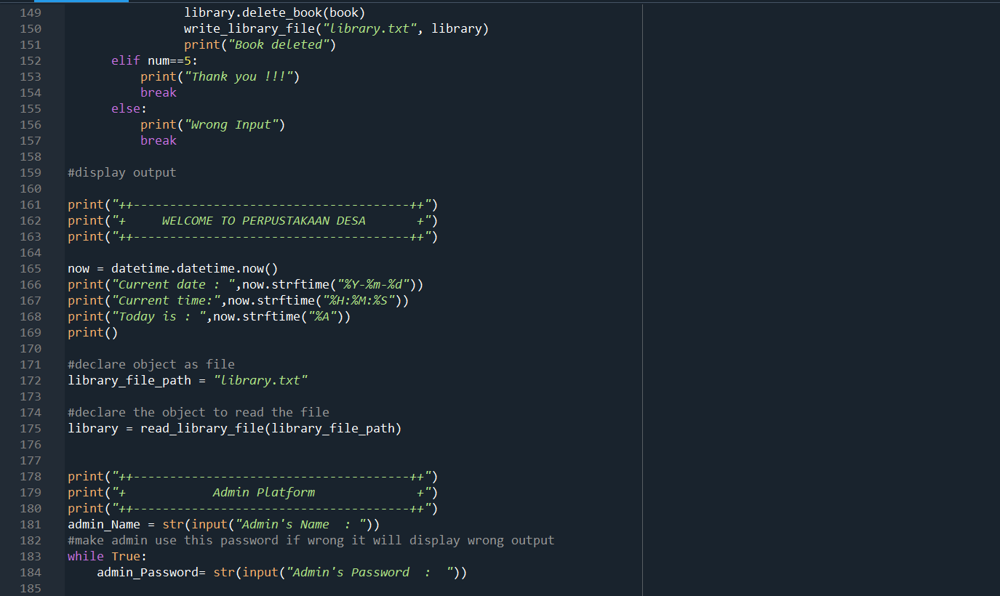 149                 library.delete_book(book)
150                 write_library_file("library.txt", library)
151                 print("Book deleted")
152       elif num==5:
153           print("Thank you !!!")
154           break
155       else:
156           print("Wrong Input")
157           break
158
159 #display output
160
161 print("++--------------------------------------++")
162 print("+     WELCOME TO PERPUSTAKAAN DESA       +")
163 print("++--------------------------------------++")
164
165 now = datetime.datetime.now()
166 print("Current date : ",now.strftime("%Y-%m-%d"))
167 print("Current time:",now.strftime("%H:%M:%S"))
168 print("Today is : ",now.strftime("%A"))
169 print()
170
171 #declare object as file
172 library_file_path = "library.txt"
173
174 #declare the object to read the file
175 library = read_library_file(library_file_path)
176
177
178 print("++--------------------------------------++")
179 print("+            Admin Platform              +")
180 print("++--------------------------------------++")
181 admin_Name = str(input("Admin's Name  : "))
182 #make admin use this password if wrong it will display wrong output
183 while True:
184     admin_Password= str(input("Admin's Password  :  "))
185